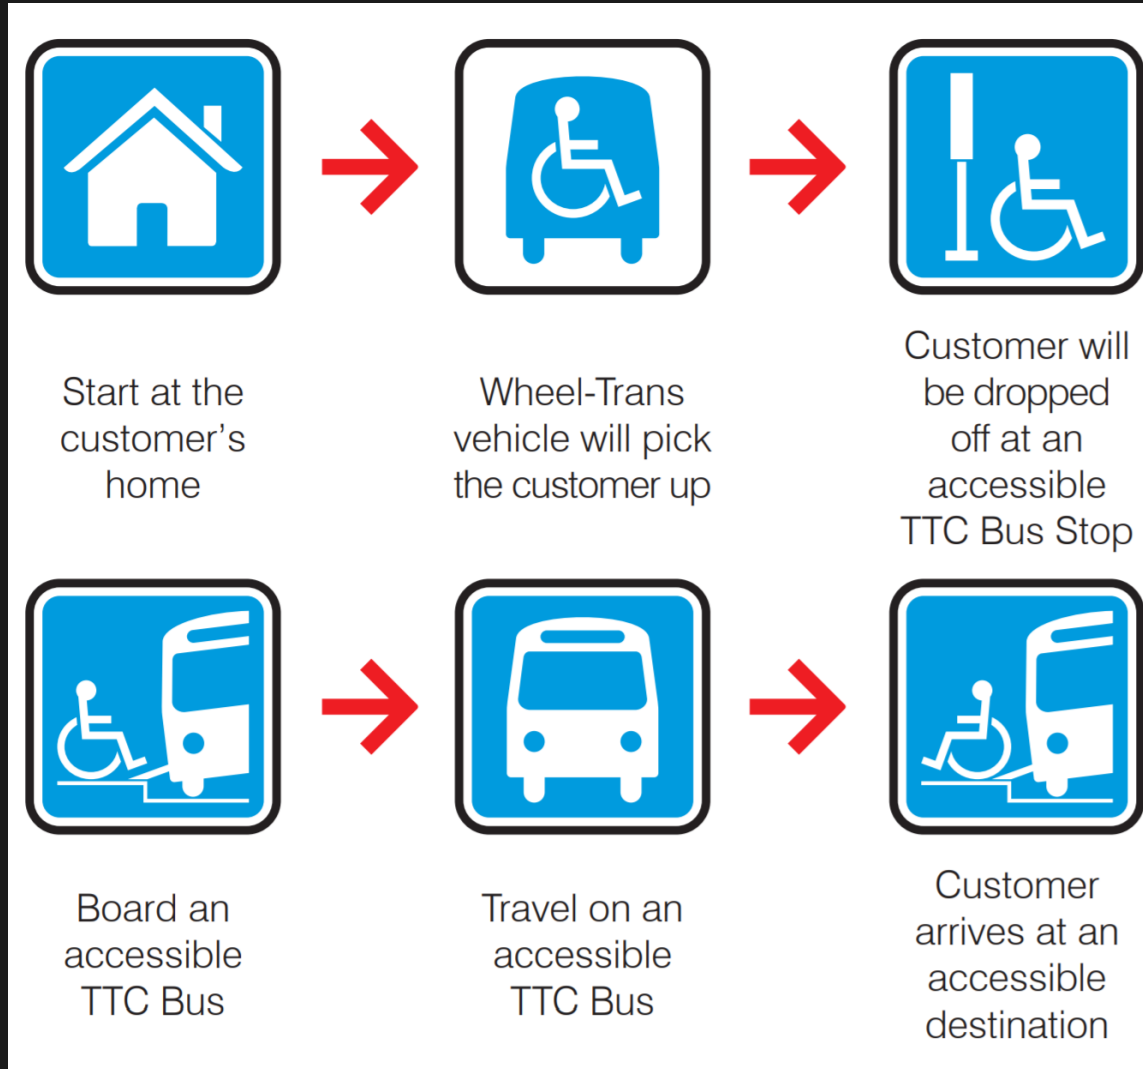 Start at the
customer's
home
Wheel-Trans
vehicle will pick
the customer up
Customer will
be dropped
off at an
accessible
TTC Bus Stop
Board an
accessible
TTC Bus
Travel on an
accessible
TTC Bus
Customer
arrives at an
accessible
destination